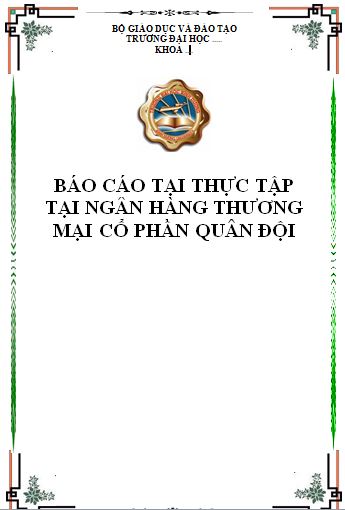 BỘ GIÁO DỤC VÀ ĐÀO TẠO
TRƯỜNG ĐẠI HỌC .....
KHOA ..
BÁO CÁO TẠI THỰC TẬP
TẠI NGÂN HÀNG THƯƠNG
MẠI CỔ PHẦN QUÂN ĐỘI